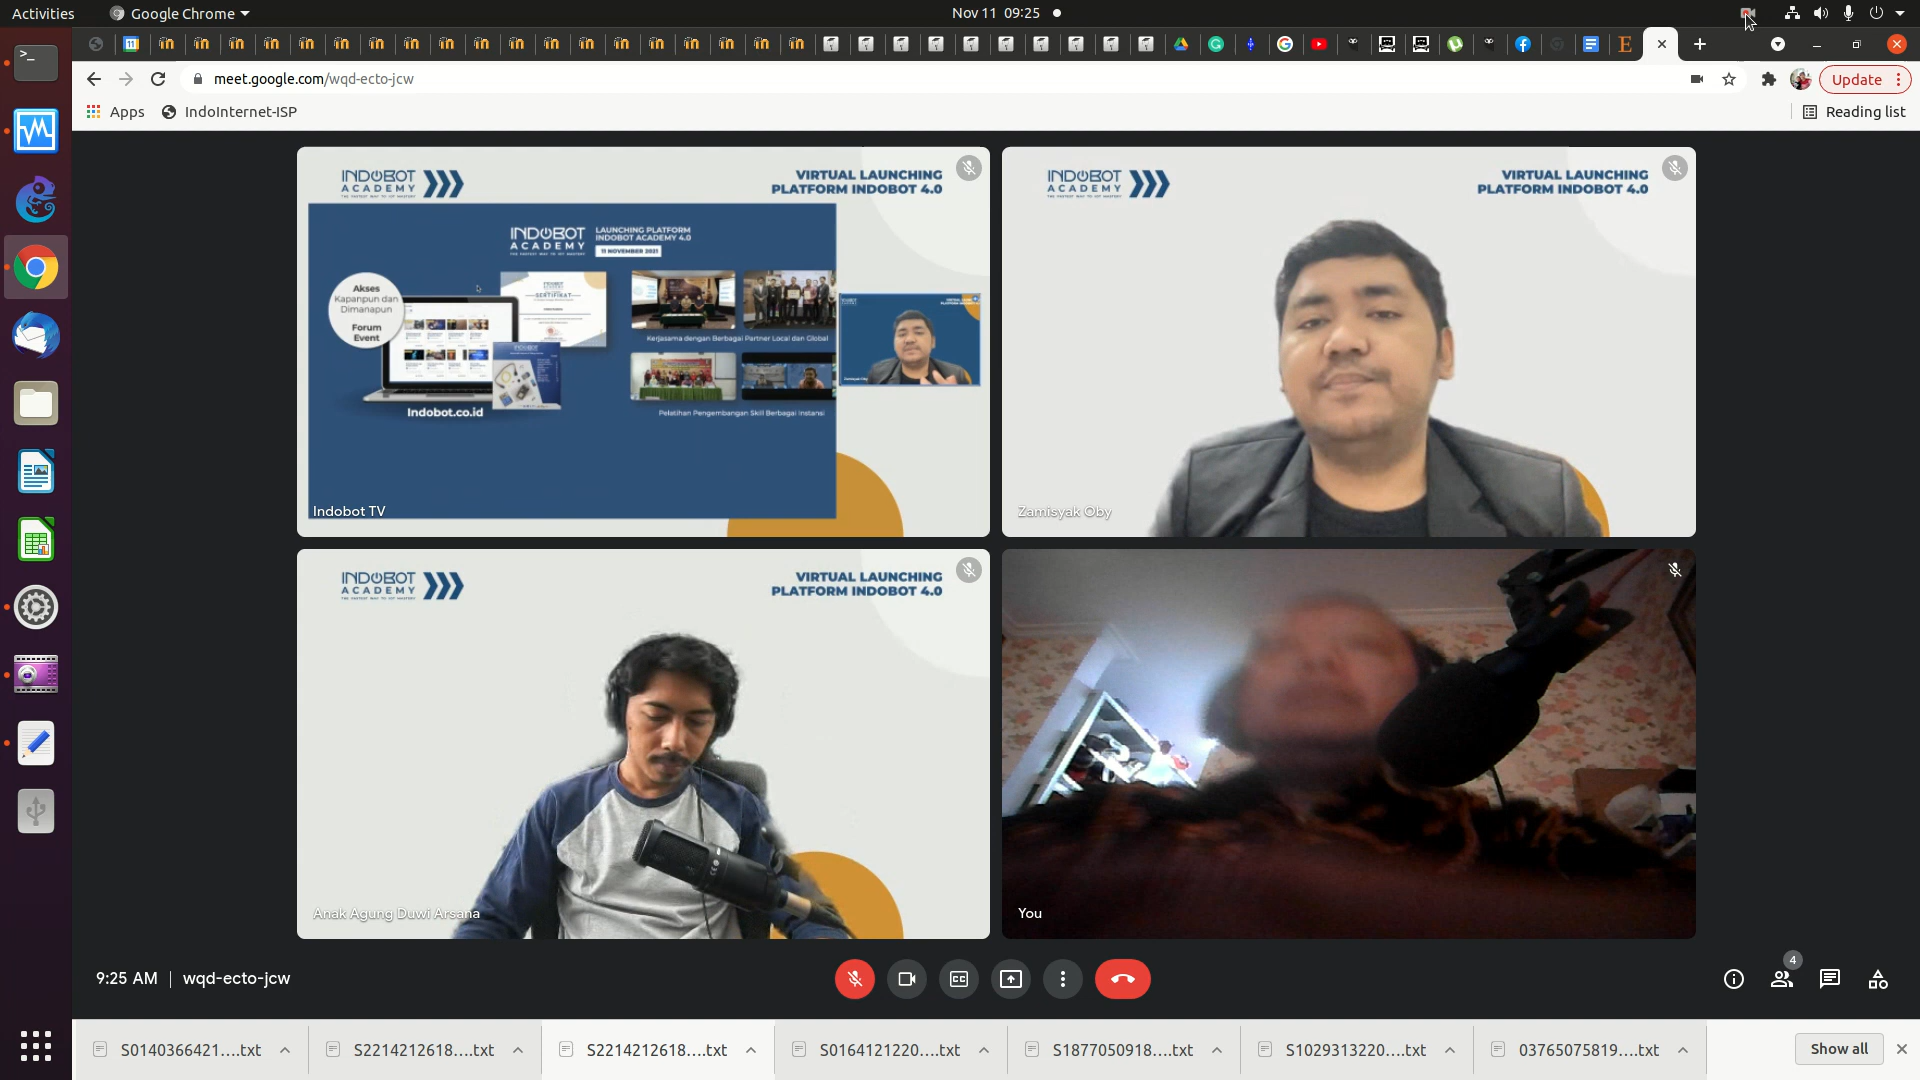 Activities
Google Chrome
Nov 11 09:25
meet.google.com/wqd-ecto-jcw
Update
Apps
IndoInternet-ISP
Reading list
INDOBOT
ACADEMY
VIRTUAL LAUNCHING
PLATFORM INDOBOT 4.0
INDOBOT
ACADEMY
LAUNCHING PLATFORM
INDOBOT ACADEMY 4.0
11 NOVEMBER 2021
Akses
Kapanpun dan
Dimanapun
Forum
Event
SERTIFIKAT
Kerjasama dengan Berbagai Partner Local dan Global
Indobot.co.id
Pelatihan Pengembangan Skill Berbagai Instansi
Indobot TV
INDOBOT
ACADEMY
VIRTUAL LAUNCHING
PLATFORM INDOBOT 4.0
Zamisyak Oby
INDOBOT
ACADEMY
VIRTUAL LAUNCHING
PLATFORM INDOBOT 4.0
Anak Agung Duwi Arsana
You
9:25 AM | wqd-ecto-jcw
4
S0140366421....txt
S2214212618....txt
S2214212618....txt
S0164121220....txt
S1877050918....txt
S1029313220....txt
03765075819....txt
Show all